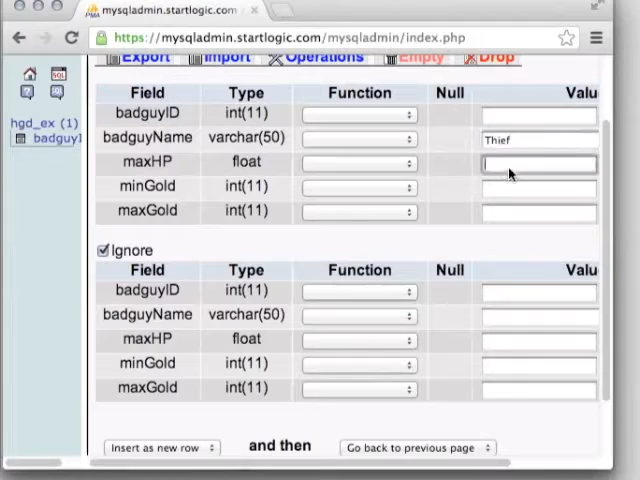 mysqladmin.startlogic.com
https://mysqladmin.startlogic.com/mysqladmin/index.php
Export Import Operations Empty Drop
SQL
hgd_ex (1)
badguyI
Field Type Function Null Valu
badguyID int(11)
badguyName varchar(50) Thief
maxHP float
minGold int(11)
maxGold int(11)
Ignore
Field Type Function Null Valu
badguyID int(11)
badguyName varchar(50)
maxHP float
minGold int(11)
maxGold int(11)
Insert as new row and then Go back to previous page